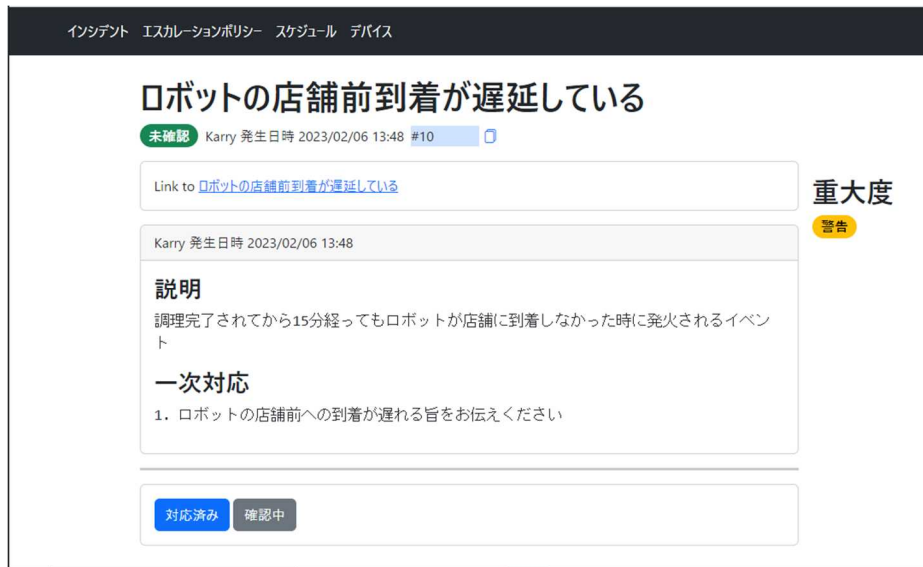 インシデント エスカレーションポリシー スケジュール デバイス
ロボットの店舗前到着が遅延している
未確認 Karry 発生日時 2023/02/06 13:48 #10
Link to ロボットの店舗前到着が遅延している
重大度
警告
Karry 発生日時 2023/02/06 13:48
説明
調理完了されてから15分経ってもロボットが店舗に到着しなかった時に発火されるイベン
ト
一次対応
1. ロボットの店舗前への到着が遅れる旨をお伝えください
対応済み 確認中